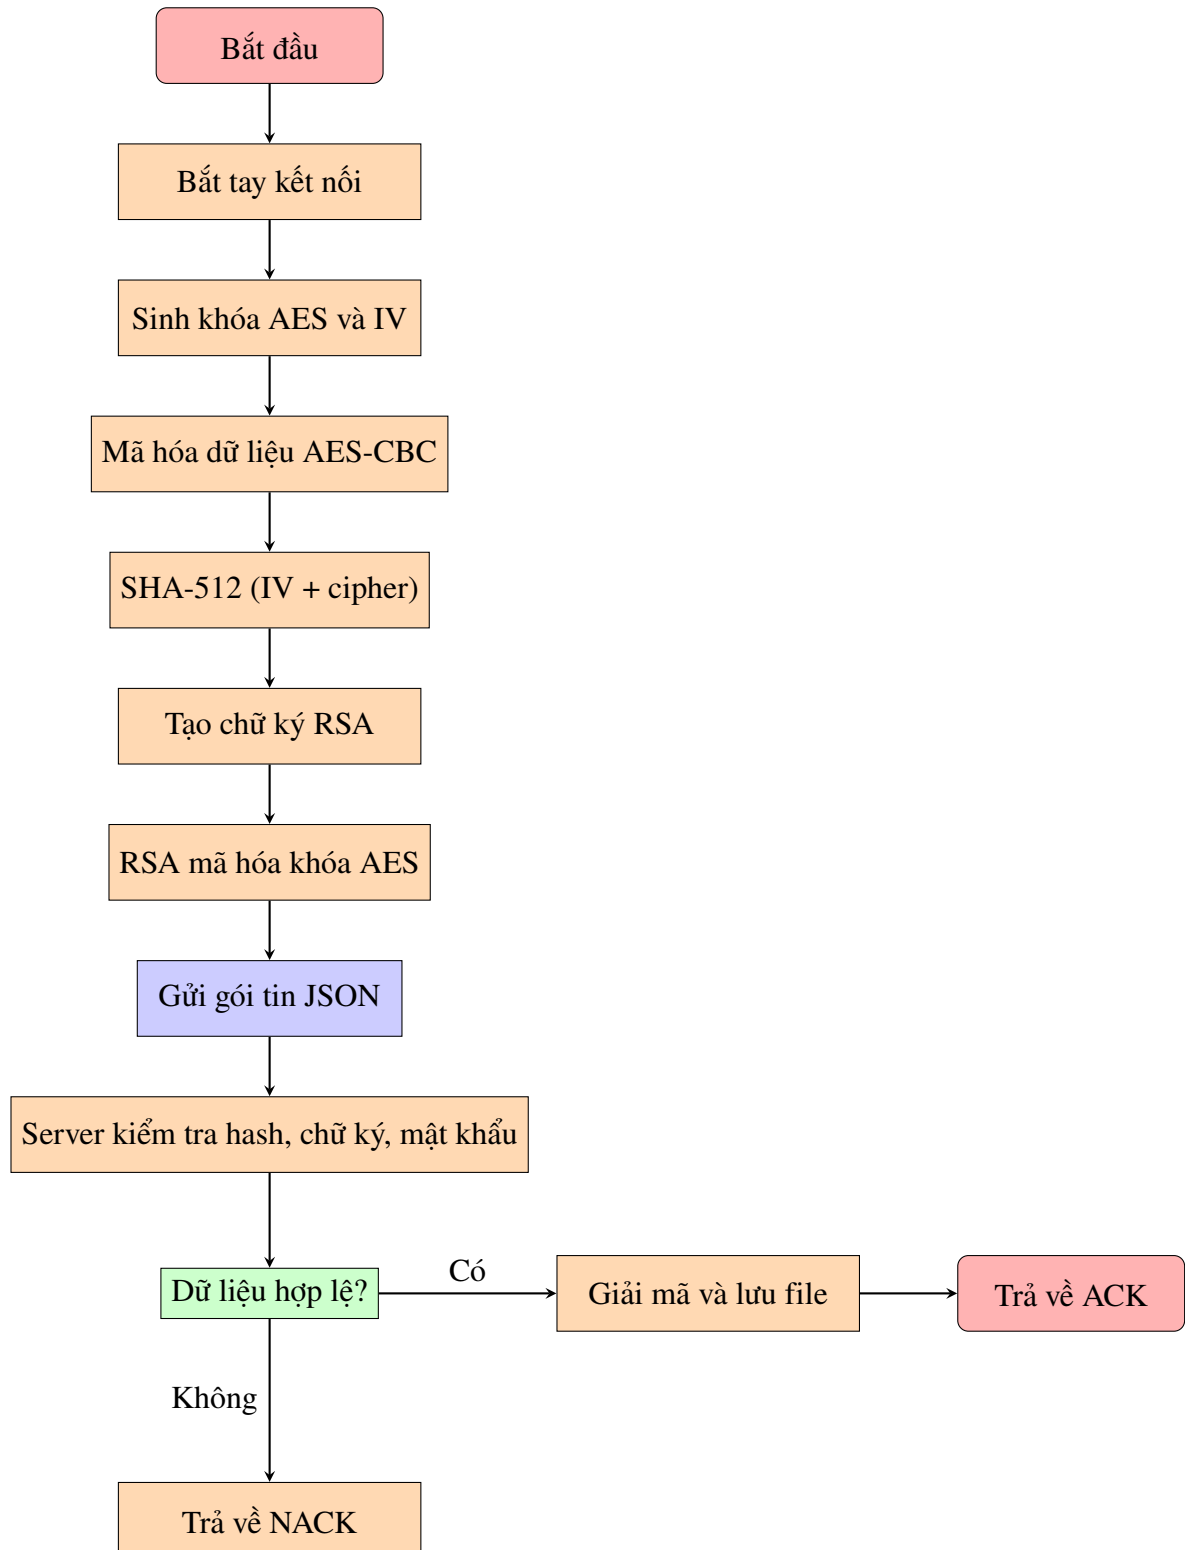 Bắt đầu
Bắt tay kết nối
Sinh khóa AES và IV
Mã hóa dữ liệu AES-CBC
SHA-512 (IV + cipher)
Tạo chữ ký RSA
RSA mã hóa khóa AES
Gửi gói tin JSON
Server kiểm tra hash, chữ ký, mật khẩu
Dữ liệu hợp lệ?
Có
Giải mã và lưu file
Trả về ACK
Không
Trả về NACK